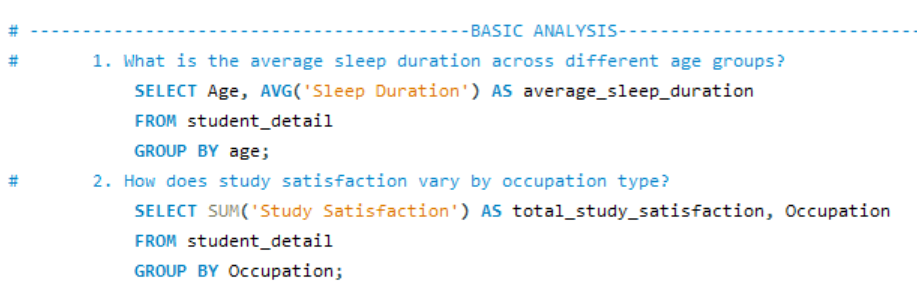 # ------------------------------------------BASIC ANALYSIS-----------------------------
# 1. What is the average sleep duration across different age groups?
SELECT Age, AVG('Sleep Duration') AS average_sleep_duration
FROM student_detail
GROUP BY age;
# 2. How does study satisfaction vary by occupation type?
SELECT SUM('Study Satisfaction') AS total_study_satisfaction, Occupation
FROM student_detail
GROUP BY Occupation;